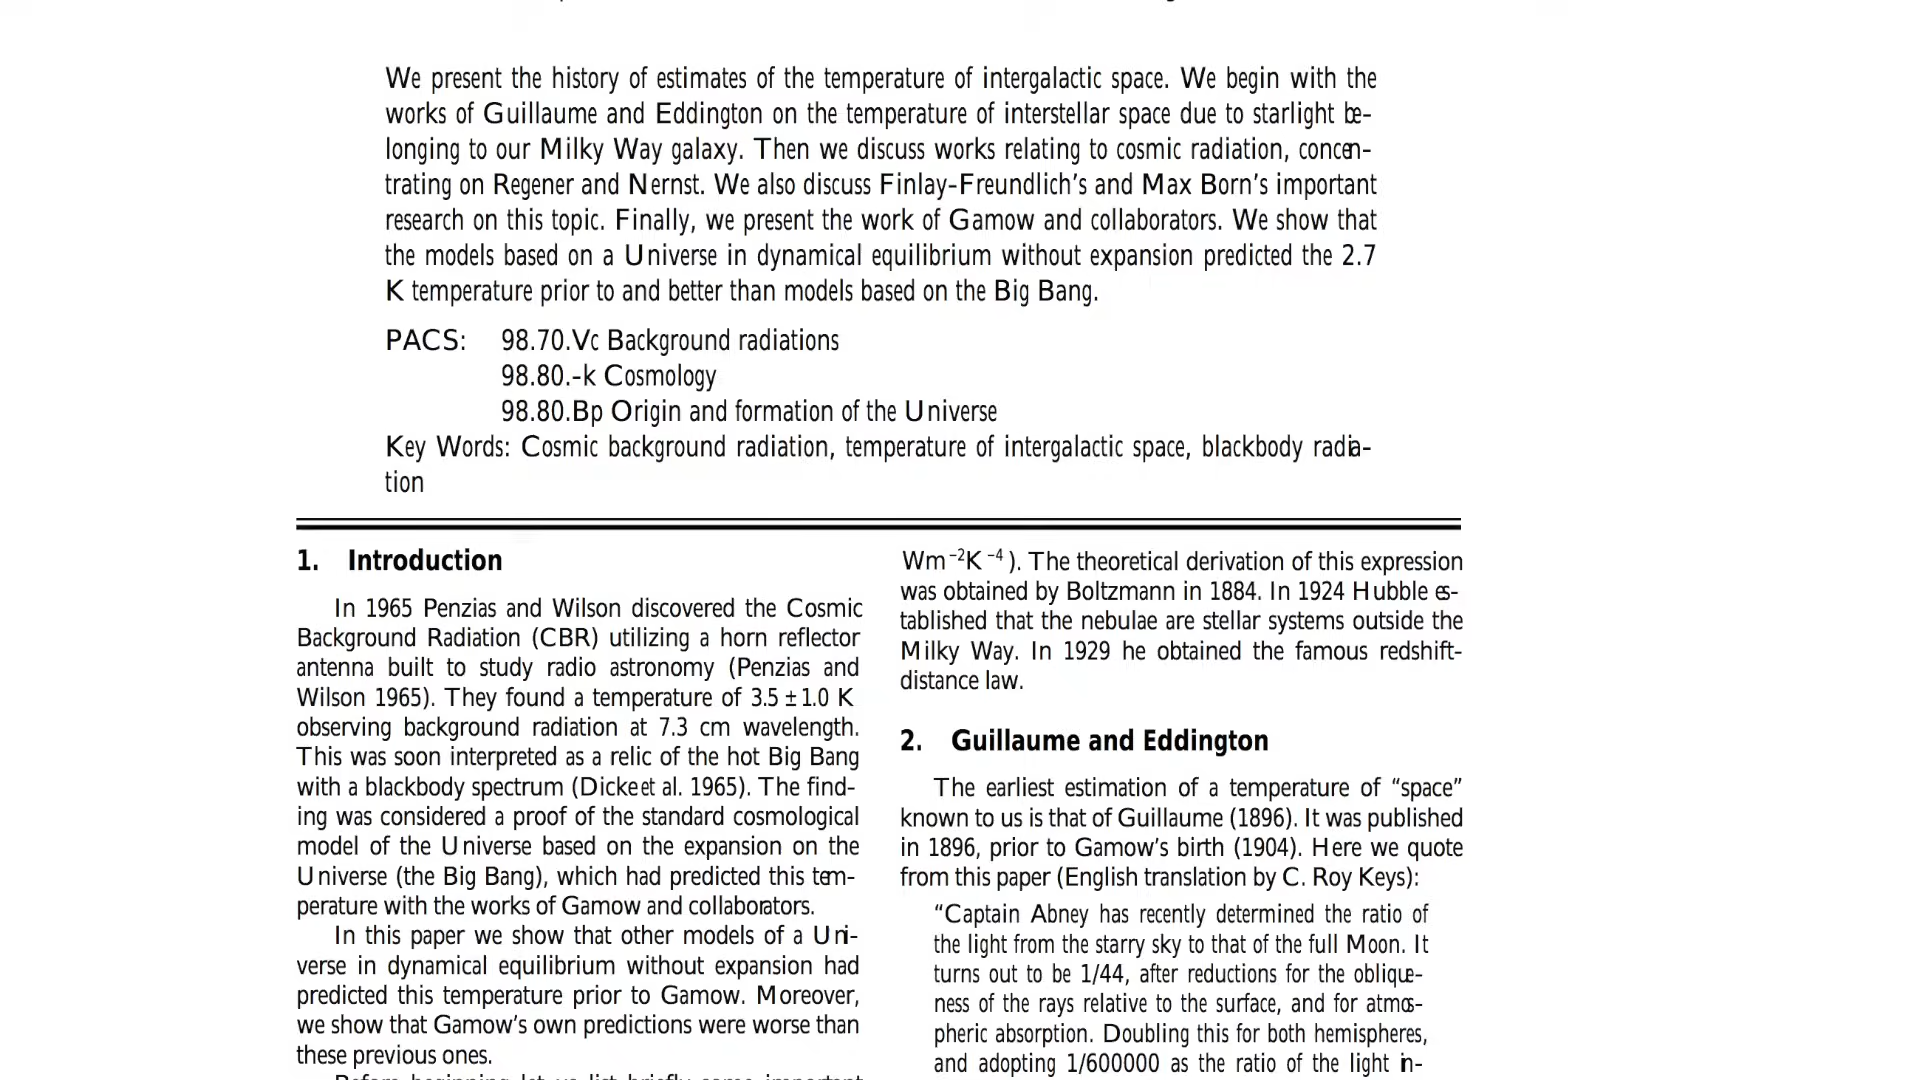 We present the history of estimates of the temperature of intergalactic space. We begin with the
works of Guillaume and Eddington on the temperature of interstellar space due to starlight be-
longing to our Milky Way galaxy. Then we discuss works relating to cosmic radiation, concen-
trating on Regener and Nernst. We also discuss Finlay-Freundlich's and Max Born's important
research on this topic. Finally, we present the work of Gamow and collaborators. We show that
the models based on a Universe in dynamical equilibrium without expansion predicted the 2.7
K temperature prior to and better than models based on the Big Bang.
PACS: 98.70.Vc Background radiations
98.80.-k Cosmology
98.80.Bp Origin and formation of the Universe
Key Words: Cosmic background radiation, temperature of intergalactic space, blackbody radia-
tion
1. Introduction
In 1965 Penzias and Wilson discovered the Cosmic
Background Radiation (CBR) utilizing a horn reflector
antenna built to study radio astronomy (Penzias and
Wilson 1965). They found a temperature of 3.5 ± 1.0 K
observing background radiation at 7.3 cm wavelength.
This was soon interpreted as a relic of the hot Big Bang
with a blackbody spectrum (Dicke et al. 1965). The find-
ing was considered a proof of the standard cosmological
model of the Universe based on the expansion on the
Universe (the Big Bang), which had predicted this tem-
perature with the works of Gamow and collaborators.
In this paper we show that other models of a Uni-
verse in dynamical equilibrium without expansion had
predicted this temperature prior to Gamow. Moreover,
we show that Gamow's own predictions were worse than
these previous ones.
Before beginning let us list briefly some important
Wm⁻²K⁻⁴). The theoretical derivation of this expression
was obtained by Boltzmann in 1884. In 1924 Hubble es-
tablished that the nebulae are stellar systems outside the
Milky Way. In 1929 he obtained the famous redshift-
distance law.
2. Guillaume and Eddington
The earliest estimation of a temperature of “space”
known to us is that of Guillaume (1896). It was published
in 1896, prior to Gamow's birth (1904). Here we quote
from this paper (English translation by C. Roy Keys):
“Captain Abney has recently determined the ratio of
the light from the starry sky to that of the full Moon. It
turns out to be 1/44, after reductions for the oblique-
ness of the rays relative to the surface, and for atmos-
pheric absorption. Doubling this for both hemispheres,
and adopting 1/600000 as the ratio of the light in-